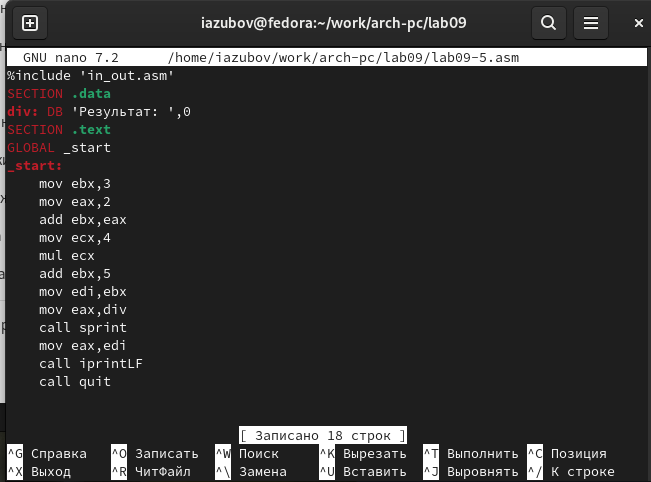 iazubov@fedora:~/work/arch-pc/lab09
GNU nano 7.2 /home/iazubov/work/arch-pc/lab09/lab09-5.asm
%include 'in_out.asm'
SECTION .data
div: DB 'Результат: ',0
SECTION .text
GLOBAL _start
_start:
mov ebx,3
mov eax,2
add ebx,eax
mov ecx,4
mul ecx
add ebx,5
mov edi,ebx
mov eax,div
call sprint
mov eax,edi
call iprintLF
call quit
[ Записано 18 строк ]
^G Справка ^O Записать ^W Поиск ^K Вырезать ^T Выполнить ^C Позиция
^X Выход ^R ЧитФайл ^\ Замена ^U Вставить ^J Выровнять ^/ К строке